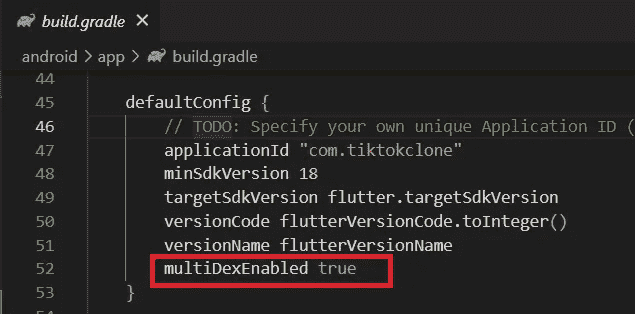 build.gradle ×
android > app > build.gradle
44
45 defaultConfig {
46 // TODO: Specify your own unique Application ID (
47 applicationId "com.tiktokclone"
48 minSdkVersion 18
49 targetSdkVersion flutter.targetSdkVersion
50 versionCode flutterVersionCode.toInteger()
51 versionName flutterVersionName
52 multiDexEnabled true
53 }